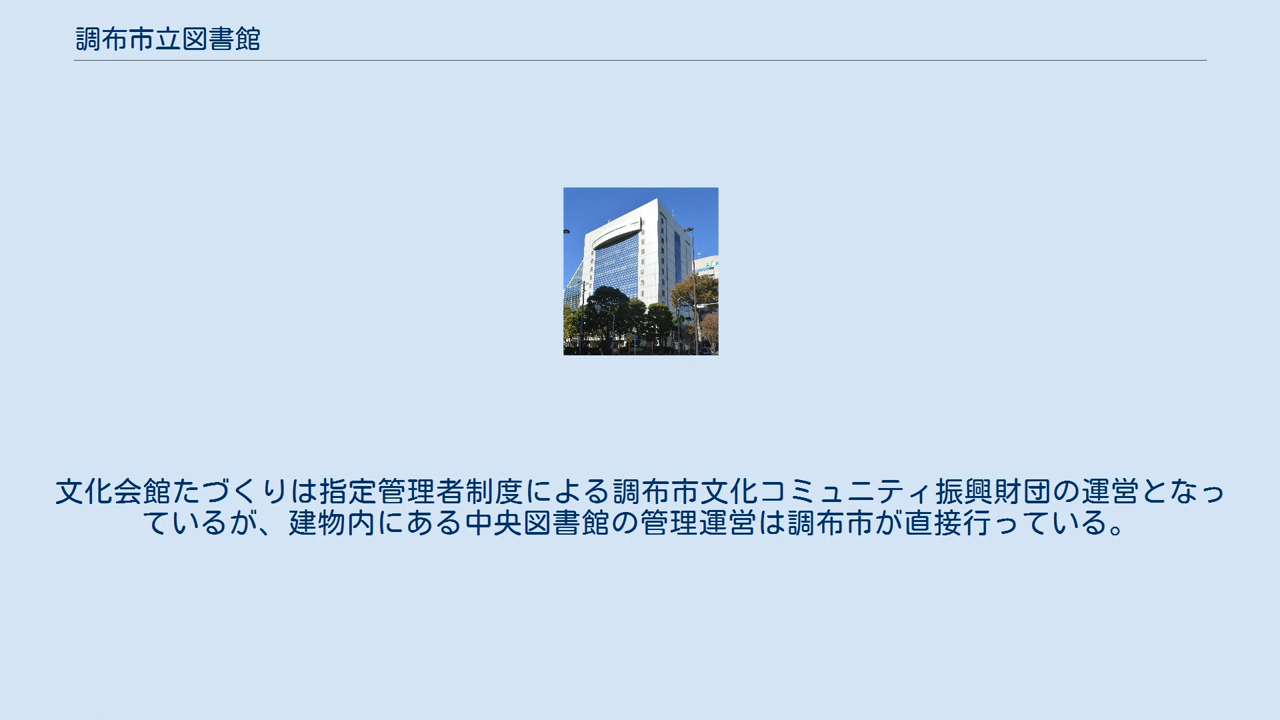 調布市立図書館
文化会館たづくりは指定管理者制度による調布市文化コミュニティ振興財団の運営となっ
ているが、建物内にある中央図書館の管理運営は調布市が直接行っている。